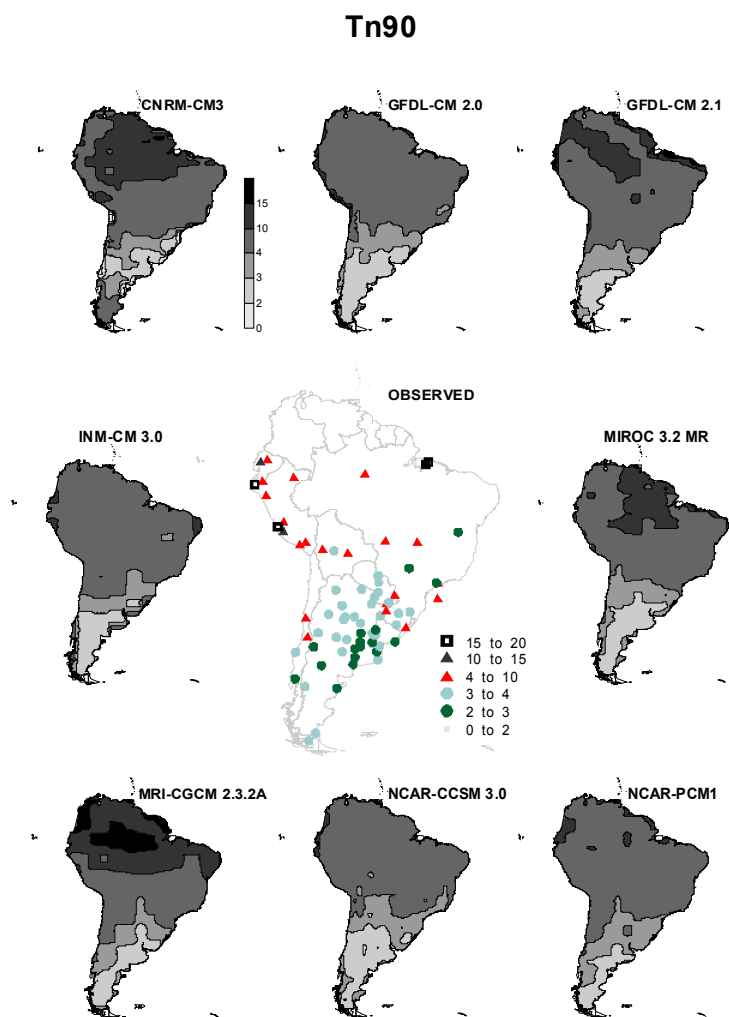 Tn90
CNRM-CM3
GFDL-CM 2.0
GFDL-CM 2.1
15
10
4
3
2
0
OBSERVED
INM-CM 3.0
MIROC 3.2 MR
15 to 20
10 to 15
4 to 10
3 to 4
2 to 3
0 to 2
MRI-CGCM 2.3.2A
NCAR-CCSM 3.0
NCAR-PCM1